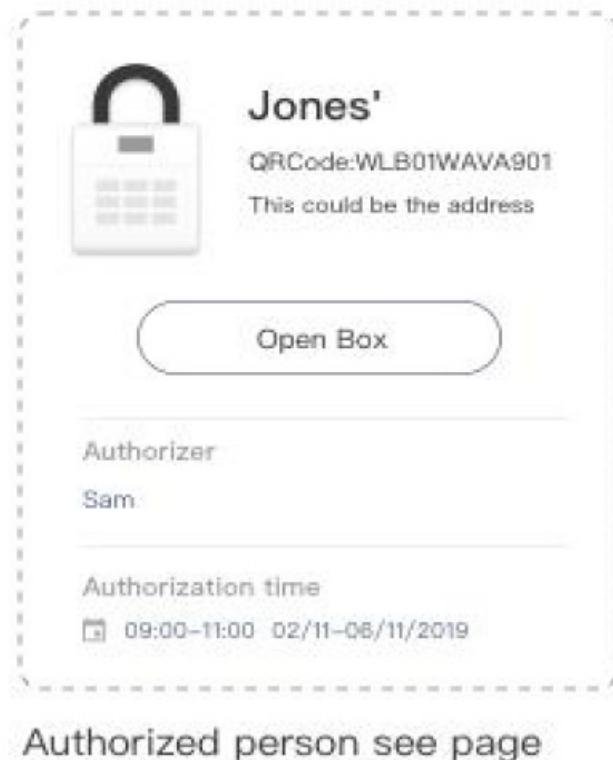 Jones'
QRCode:WLB01WAVA901
This could be the address
Open Box
Authorizer
Sam
Authorization time
09:00-11:00 02/11-06/11/2019
Authorized person see page